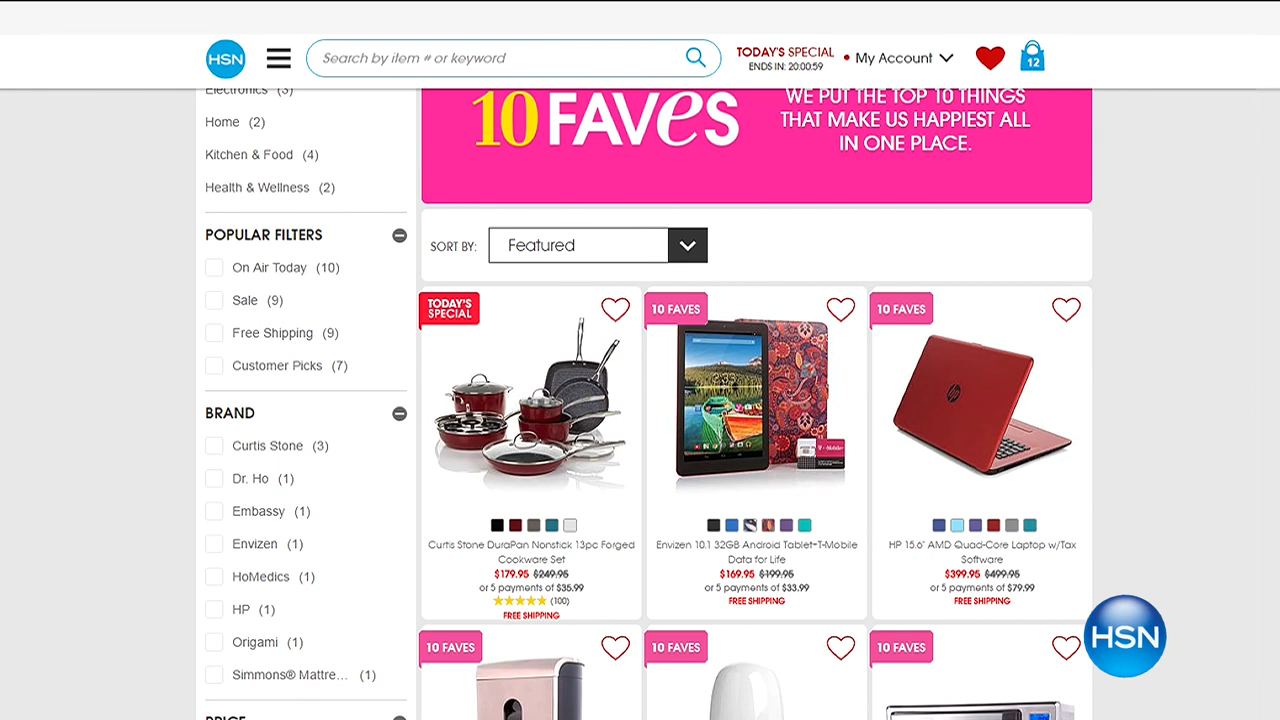 HSN
Search by item # or keyword
TODAY'S SPECIAL
ENDS IN: 20:00:59
My Account
12
Electronics (3)
Home (2)
Kitchen & Food (4)
Health & Wellness (2)
POPULAR FILTERS
On Air Today (10)
Sale (9)
Free Shipping (9)
Customer Picks (7)
BRAND
Curtis Stone (3)
Dr. Ho (1)
Embassy (1)
Envizen (1)
HoMedics (1)
HP (1)
Origami (1)
Simmons® Mattre... (1)
PRICE
10 FAVeS
WE PUT THE TOP 10 THINGS
THAT MAKE US HAPPIEST ALL
IN ONE PLACE.
SORT BY:
Featured
TODAY'S
SPECIAL
Curtis Stone DuraPan Nonstick 13pc Forged
Cookware Set
$179.95 $249.95
or 5 payments of $35.99
(100)
FREE SHIPPING
10 FAVES
T-Mobile
Envizen 10.1 32GB Android Tablet+T-Mobile
Data for Life
$169.95 $199.95
or 5 payments of $33.99
FREE SHIPPING
10 FAVES
hp
HP 15.6" AMD Quad-Core Laptop w/Tax
Software
$399.95 $499.95
or 5 payments of $79.99
FREE SHIPPING
10 FAVES
10 FAVES
10 FAVES
HSN